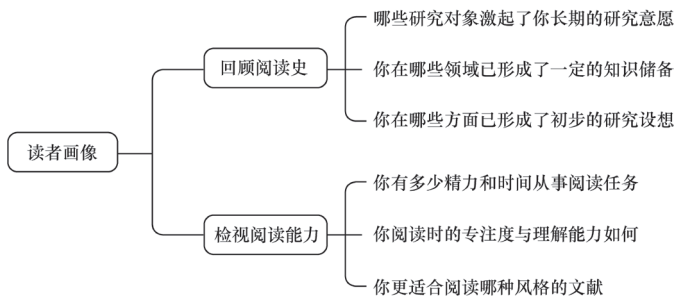 读者画像
回顾阅读史
哪些研究对象激起了你长期的研究意愿
你在哪些领域已形成了一定的知识储备
你在哪些方面已形成了初步的研究设想
检视阅读能力
你有多少精力和时间从事阅读任务
你阅读时的专注度与理解能力如何
你更适合阅读哪种风格的文献